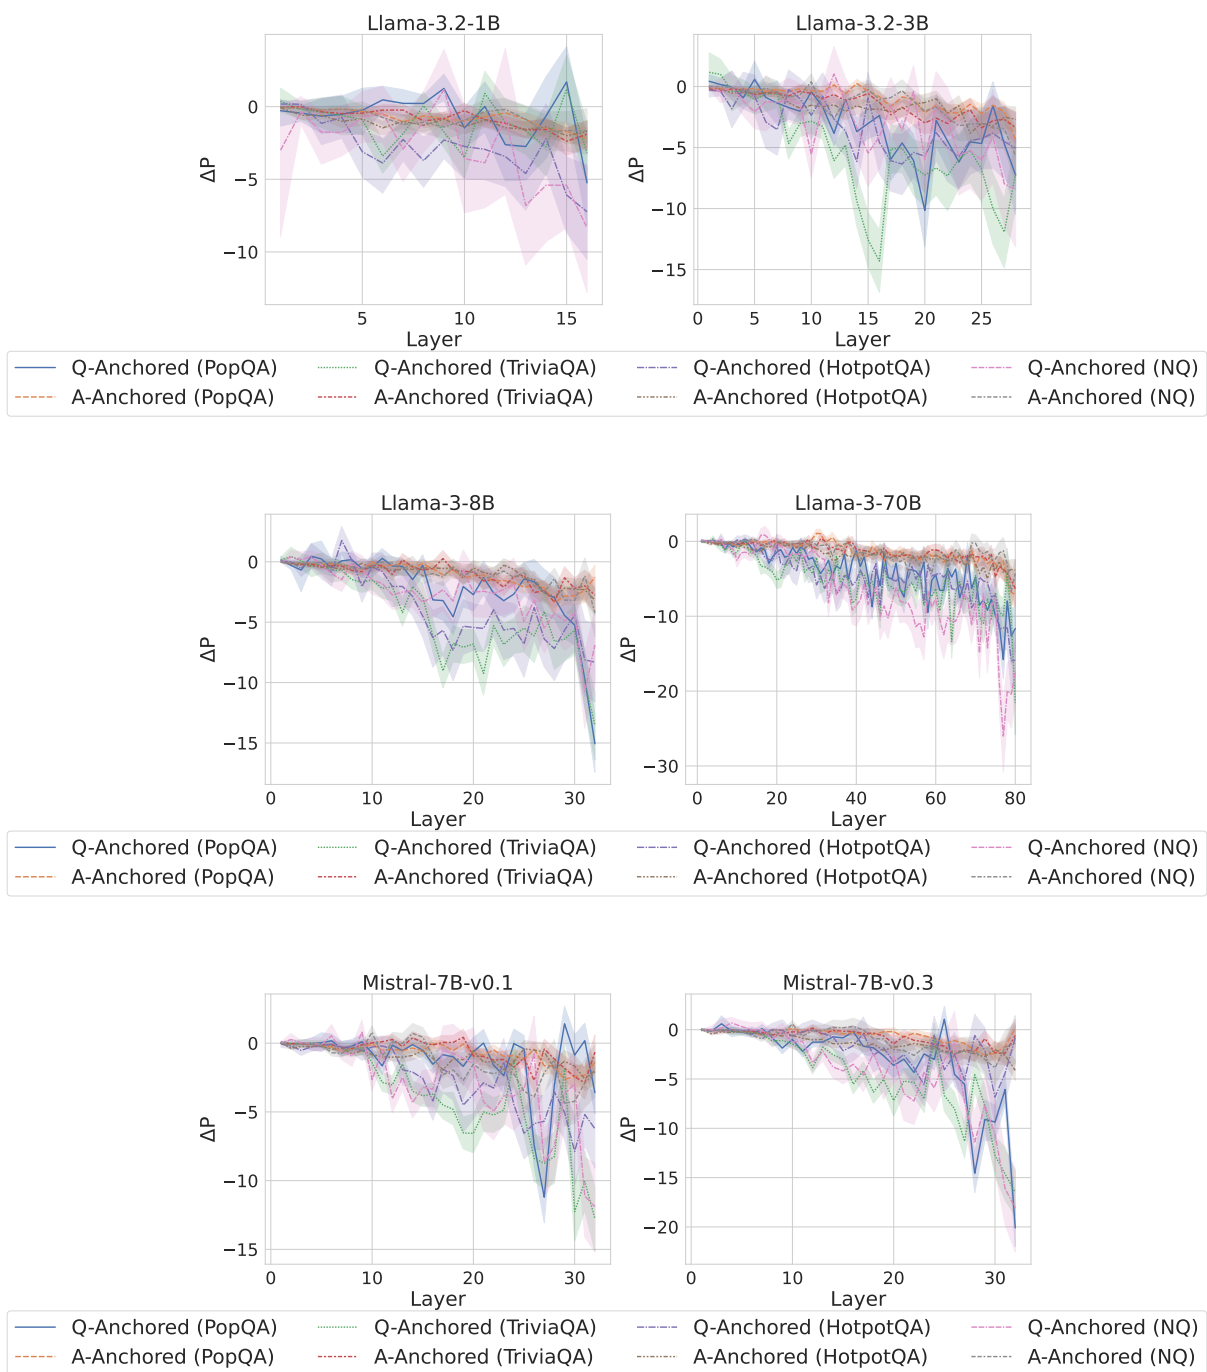 Llama-3.2-1B
Llama-3.2-3B
ΔP
0
−5
−10
5
10
15
Layer
ΔP
0
−5
−10
−15
0
5
10
15
20
25
Layer
Q-Anchored (PopQA)
Q-Anchored (TriviaQA)
Q-Anchored (HotpotQA)
Q-Anchored (NQ)
A-Anchored (PopQA)
A-Anchored (TriviaQA)
A-Anchored (HotpotQA)
A-Anchored (NQ)
Llama-3-8B
Llama-3-70B
ΔP
0
−5
−10
−15
0
10
20
30
Layer
ΔP
0
−10
−20
−30
0
20
40
60
80
Layer
Q-Anchored (PopQA)
Q-Anchored (TriviaQA)
Q-Anchored (HotpotQA)
Q-Anchored (NQ)
A-Anchored (PopQA)
A-Anchored (TriviaQA)
A-Anchored (HotpotQA)
A-Anchored (NQ)
Mistral-7B-v0.1
Mistral-7B-v0.3
ΔP
0
−5
−10
−15
0
10
20
30
Layer
ΔP
0
−5
−10
−15
−20
0
10
20
30
Layer
Q-Anchored (PopQA)
Q-Anchored (TriviaQA)
Q-Anchored (HotpotQA)
Q-Anchored (NQ)
A-Anchored (PopQA)
A-Anchored (TriviaQA)
A-Anchored (HotpotQA)
A-Anchored (NQ)